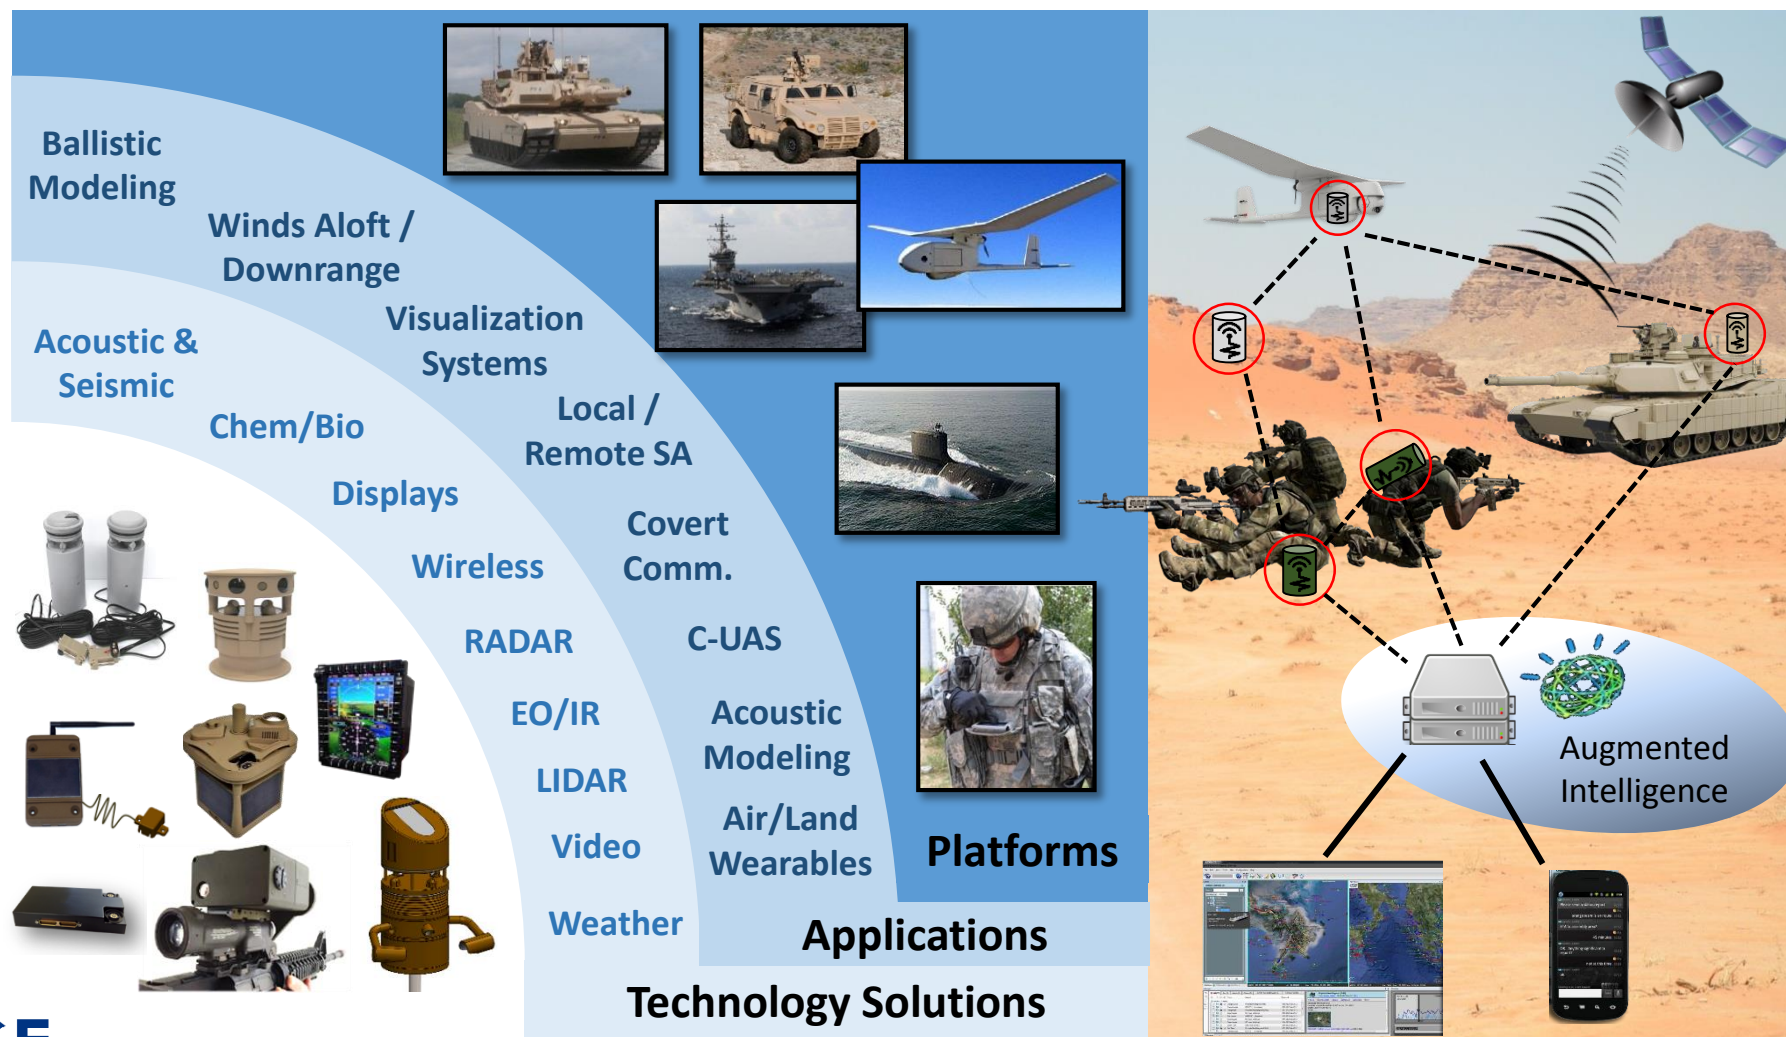 Ballistic
Modeling
Winds Aloft /
Downrange
Visualization
Systems
Local /
Remote SA
Covert
Comm.
C-UAS
Acoustic
Modeling
Air/Land
Wearables
Acoustic &
Seismic
Chem/Bio
Displays
Wireless
RADAR
EO/IR
LIDAR
Video
Weather
Platforms
Applications
Technology Solutions
Augmented
Intelligence